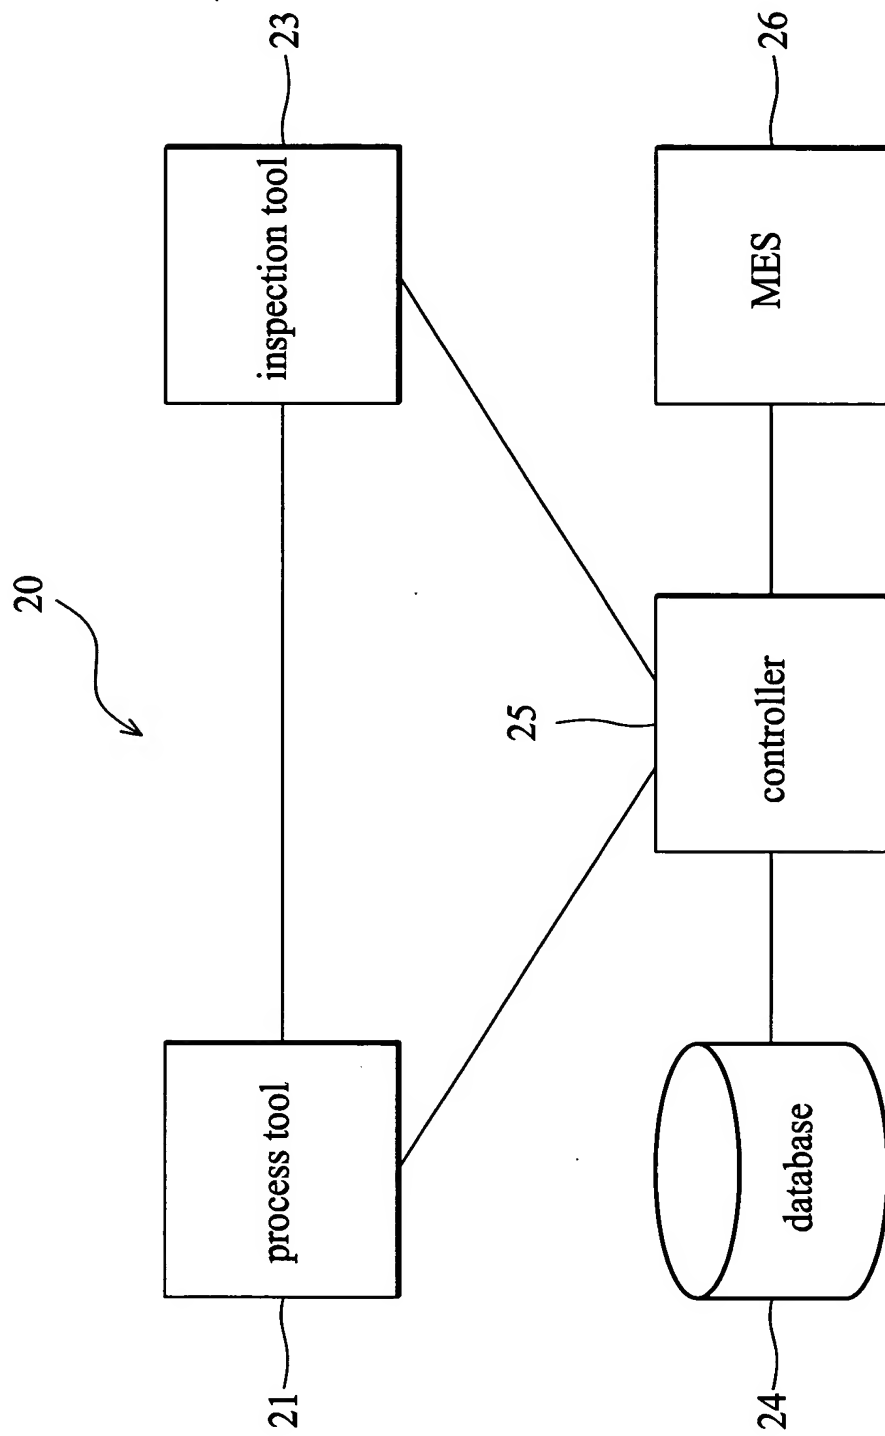 20
21
process tool
inspection tool
23
25
24
database
controller
MES
26